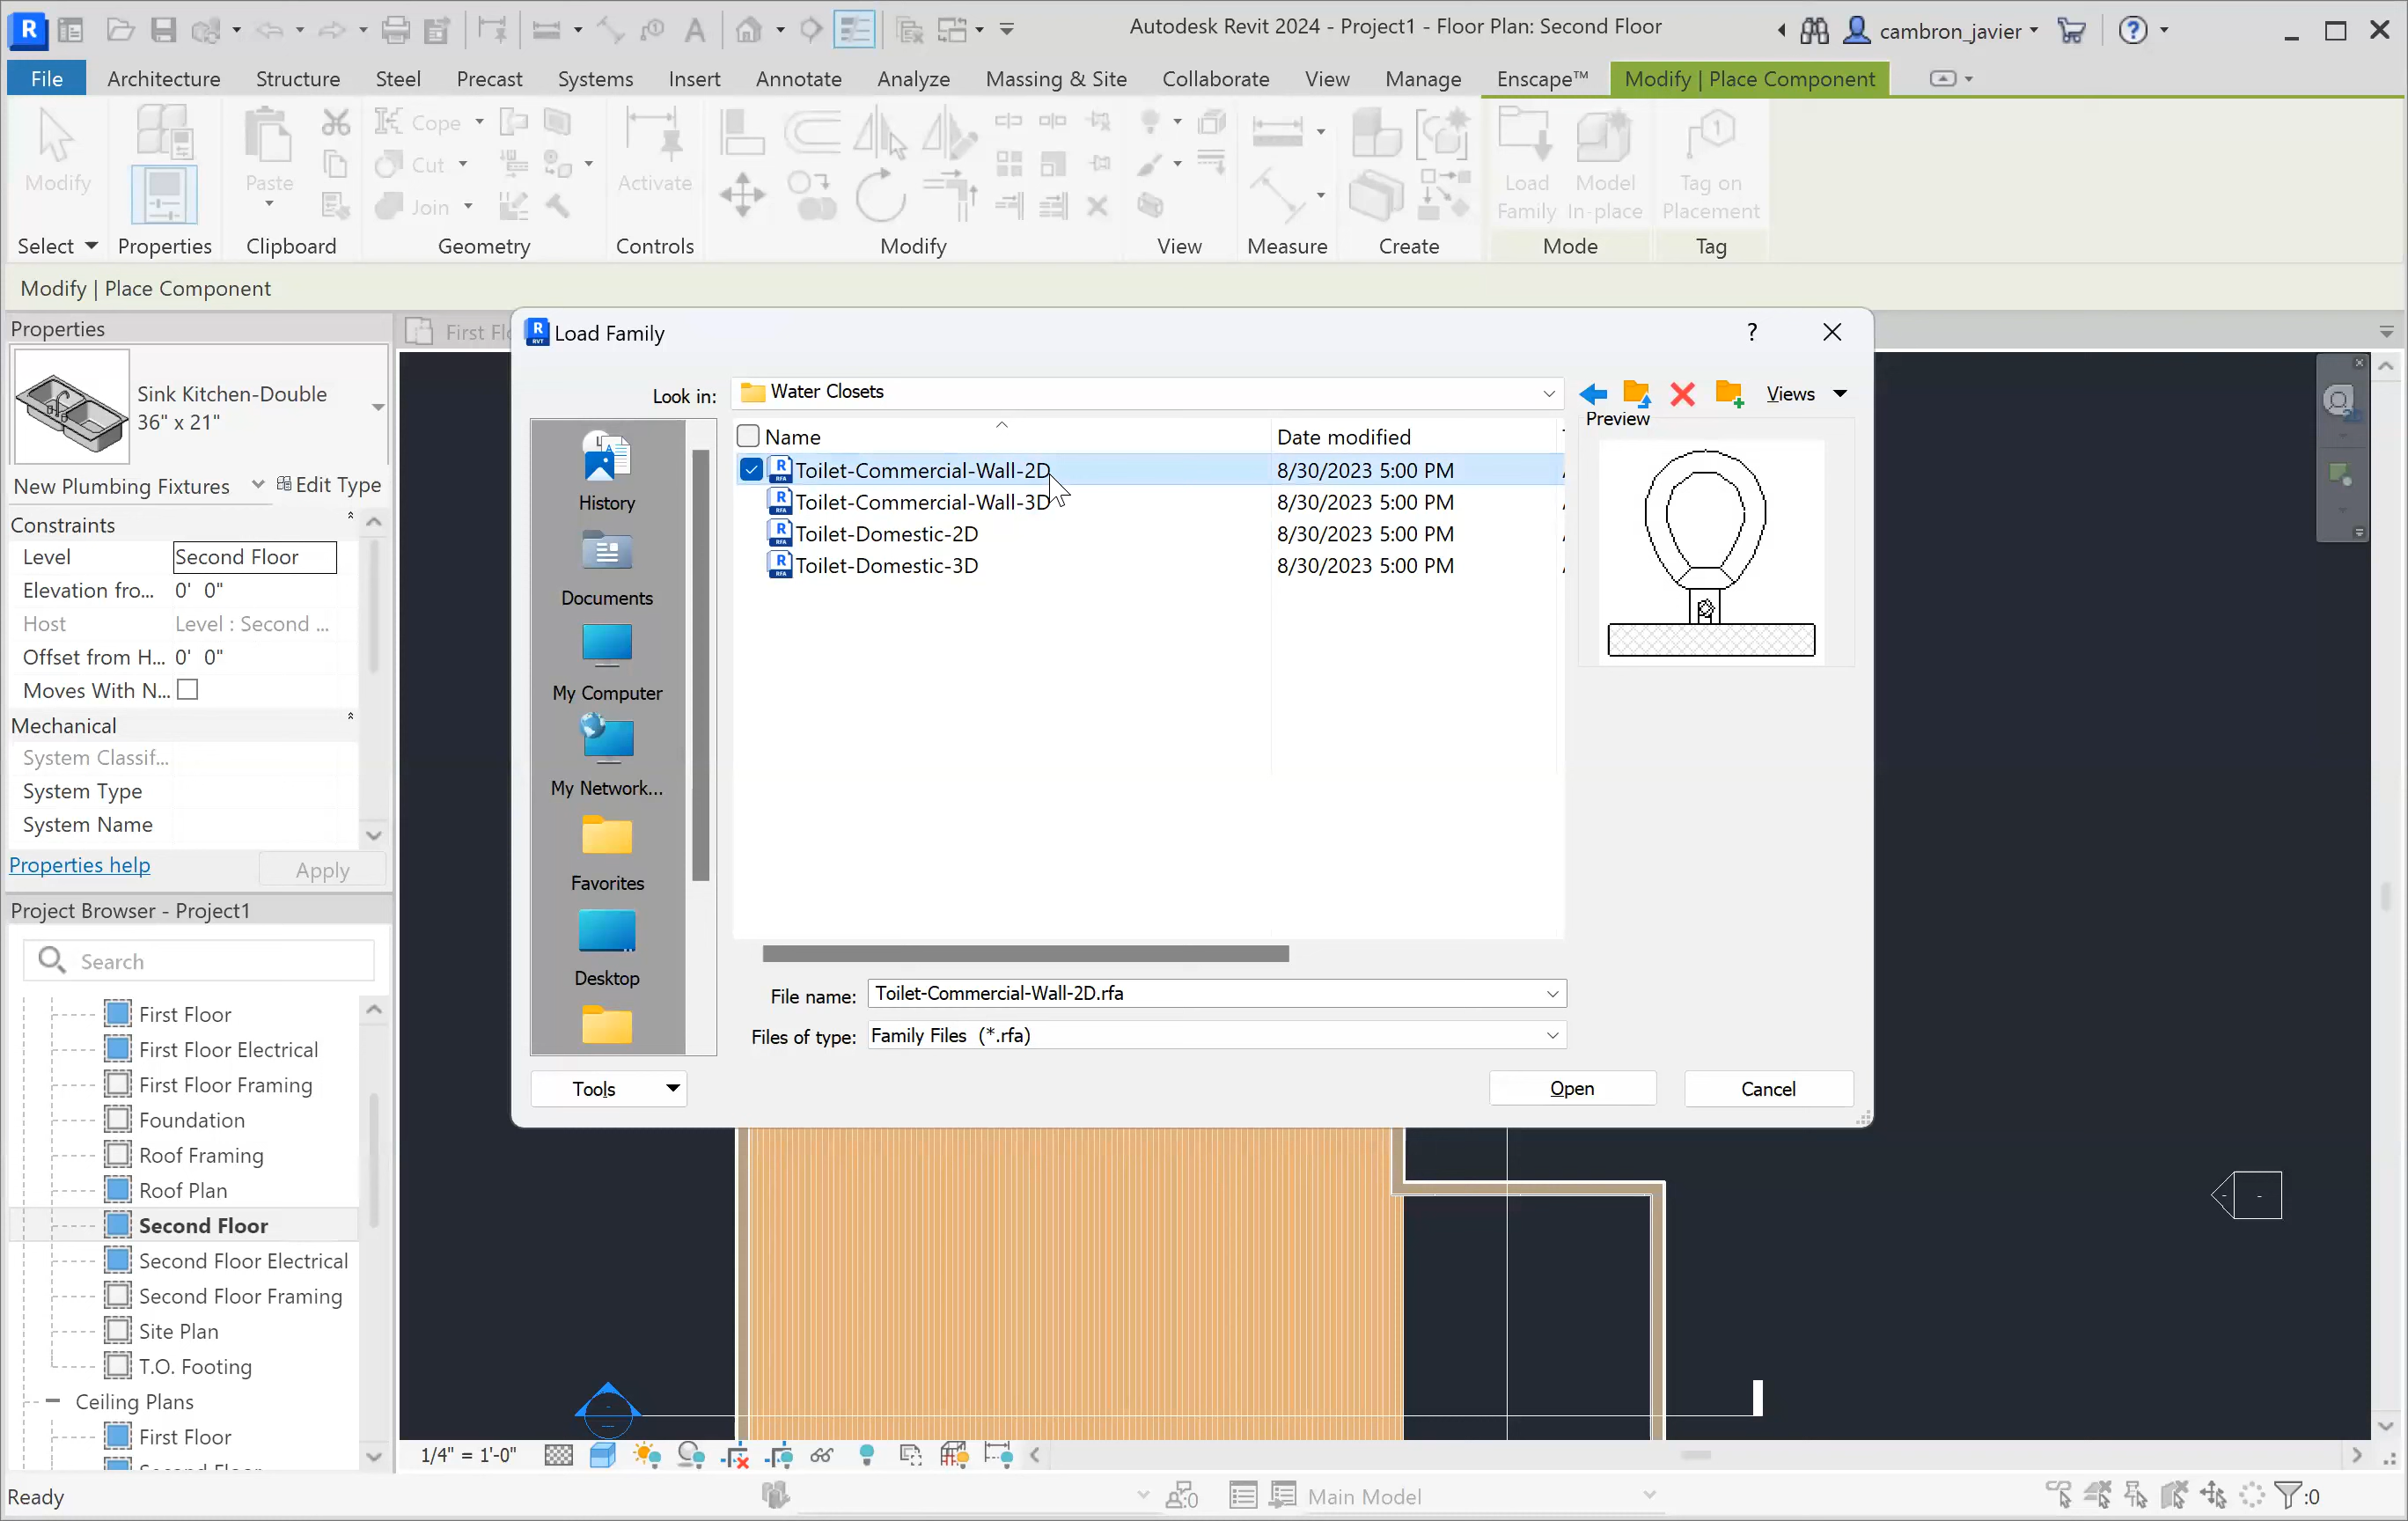 Autodesk Revit 2024 - Project1 - Floor Plan: Second Floor
cambron_javier
File Architecture Structure Steel Precast Systems Insert Annotate Analyze Massing & Site Collaborate View Manage Enscape™ Modify | Place Component
Modify
Paste
Cope
Cut
Join
Activate
Load Family
Model In-place
Tag on Placement
Select Properties Clipboard Geometry Controls Modify View Measure Create Mode Tag
Modify | Place Component
Properties
Sink Kitchen-Double
36" x 21"
New Plumbing Fixtures Edit Type
Constraints
Level Second Floor
Elevation fro... 0' 0"
Host Level : Second ...
Offset from H... 0' 0"
Moves With N...
Mechanical
System Classif...
System Type
System Name
Properties help Apply
Project Browser - Project1
Search
First Floor
First Floor Electrical
First Floor Framing
Foundation
Roof Framing
Roof Plan
Second Floor
Second Floor Electrical
Second Floor Framing
Site Plan
T.O. Footing
Ceiling Plans
First Floor
First Fl
Load Family
?
Look in: Water Closets
Views
Preview
History
Documents
My Computer
My Network...
Favorites
Desktop
Name Date modified
Toilet-Commercial-Wall-2D 8/30/2023 5:00 PM
Toilet-Commercial-Wall-3D 8/30/2023 5:00 PM
Toilet-Domestic-2D 8/30/2023 5:00 PM
Toilet-Domestic-3D 8/30/2023 5:00 PM
File name: Toilet-Commercial-Wall-2D.rfa
Files of type: Family Files (*.rfa)
Tools Open Cancel
1/4" = 1'-0"
Ready
:0
Main Model
:0